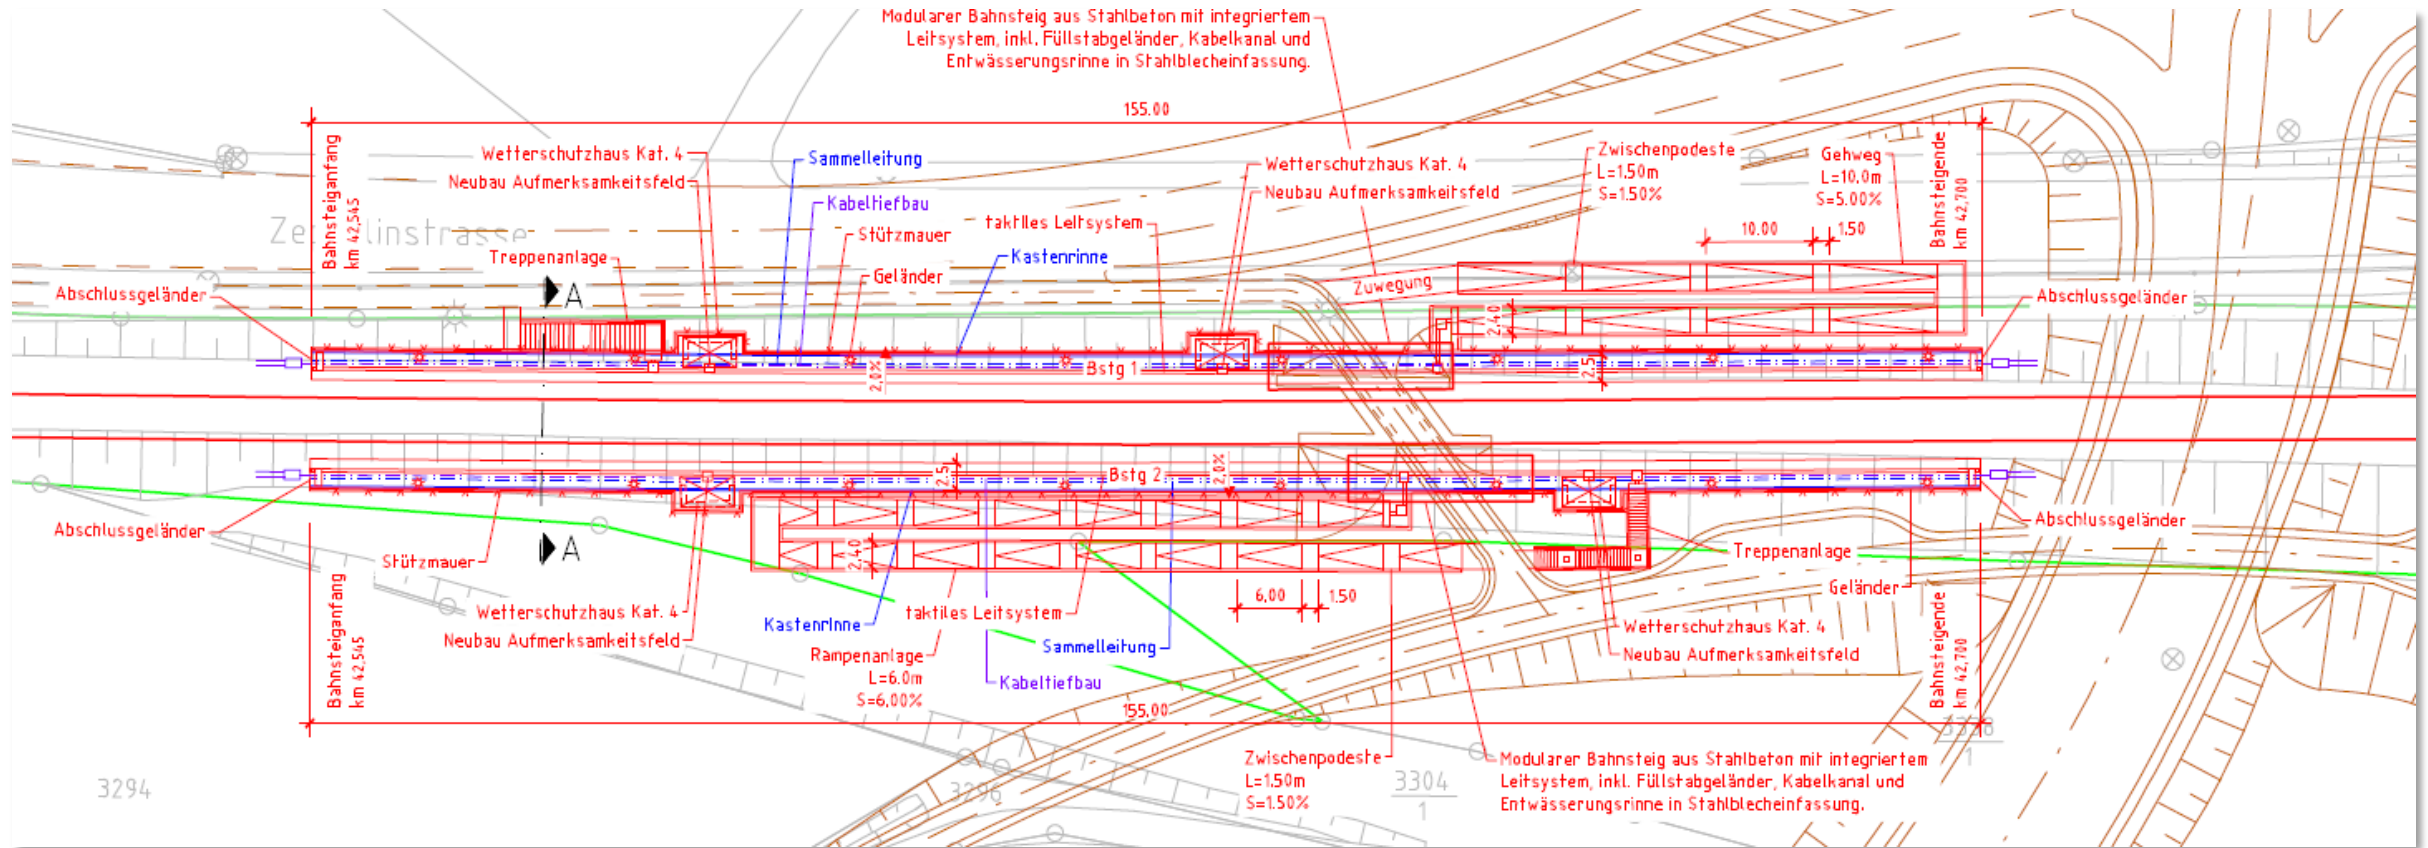 Modularer Bahnsteig aus Stahlbeton mit integriertem
Leitsystem, inkl. Füllstabgeländer, Kabelkanal und
Entwässerungsrinne in Stahlblecheinfassung.
155.00
Bahnsteiganfang
km 42,545
Wetterschutzhaus Kat. 4
Neubau Aufmerksamkeitsfeld
Sammelleitung
Kabeltiefbau
Stützmauer
Geländer
taktiles Leitsystem
Kastenrinne
Wetterschutzhaus Kat. 4
Neubau Aufmerksamkeitsfeld
Zwischenpodeste
L=1.50m
S=1.50%
Gehweg
L=10.0m
S=5.00%
Bahnsteigende
km 42,700
10.00
1.50
Treppenanlage
A
Abschlussgeländer
Zuwegung
2.40
Abschlussgeländer
2,0%
Bstg 1
2,5
2,5
Bstg 2
2,0%
Abschlussgeländer
Stützmauer
A
2,40
Abschlussgeländer
Treppenanlage
Geländer
Bahnsteiganfang
km 42,545
Wetterschutzhaus Kat. 4
Neubau Aufmerksamkeitsfeld
Kastenrinne
taktiles Leitsystem
Rampenanlage
L=6.0m
S=6,00%
Sammelleitung
Kabeltiefbau
6,00
1.50
Wetterschutzhaus Kat. 4
Neubau Aufmerksamkeitsfeld
Bahnsteigende
km 42,700
155,00
Zwischenpodeste
L=1.50m
S=1.50%
Modularer Bahnsteig aus Stahlbeton mit integriertem
Leitsystem, inkl. Füllstabgeländer, Kabelkanal und
Entwässerungsrinne in Stahlblecheinfassung.
3294
3296
3304
1
1